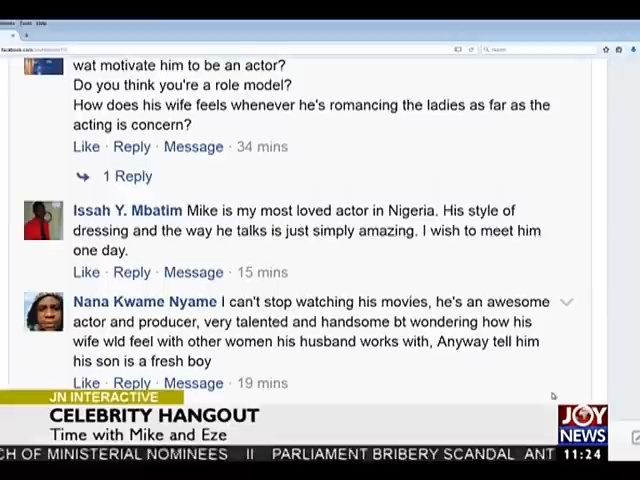 Tools Help
wat motivate him to be an actor?
Do you think you're a role model?
How does his wife feels whenever he's romancing the ladies as far as the
acting is concern?
Like · Reply · Message · 34 mins
1 Reply
Issah Y. Mbatim Mike is my most loved actor in Nigeria. His style of
dressing and the way he talks is just simply amazing. I wish to meet him
one day.
Like · Reply · Message · 15 mins
Nana Kwame Nyame I can't stop watching his movies, he's an awesome
actor and producer, very talented and handsome bt wondering how his
wife wld feel with other women his husband works with, Anyway tell him
his son is a fresh boy
Like · Reply · Message · 19 mins
JN INTERACTIVE
CELEBRITY HANGOUT
Time with Mike and Eze
JOY
NEWS
CH OF MINISTERIAL NOMINEES II PARLIAMENT BRIBERY SCANDAL ANT
11:24